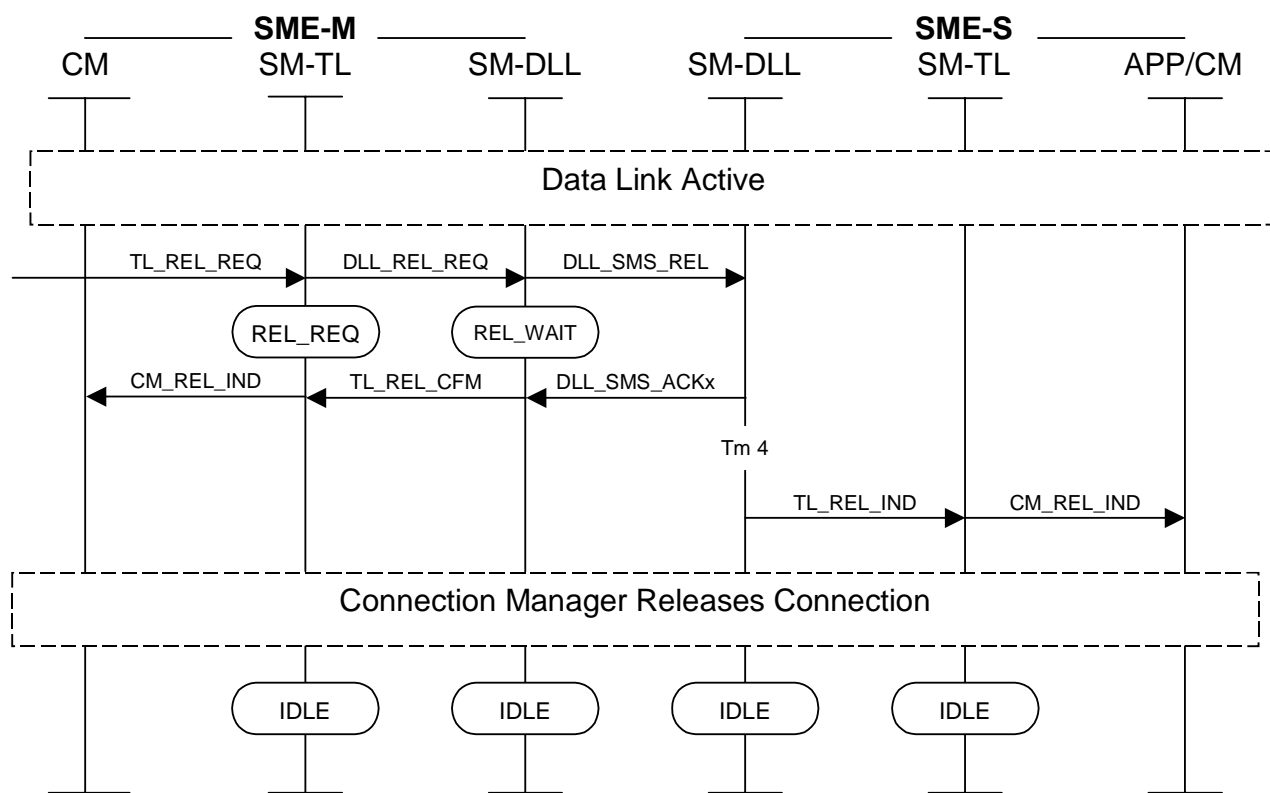 SME-M SME-S
CM SM-TL SM-DLL SM-DLL SM-TL APP/CM
Data Link Active
TL_REL_REQ DLL_REL_REQ DLL_SMS_REL
REL_REQ REL_WAIT
CM_REL_IND TL_REL_CFM DLL_SMS_ACKx
Tm 4
TL_REL_IND CM_REL_IND
Connection Manager Releases Connection
IDLE IDLE IDLE IDLE